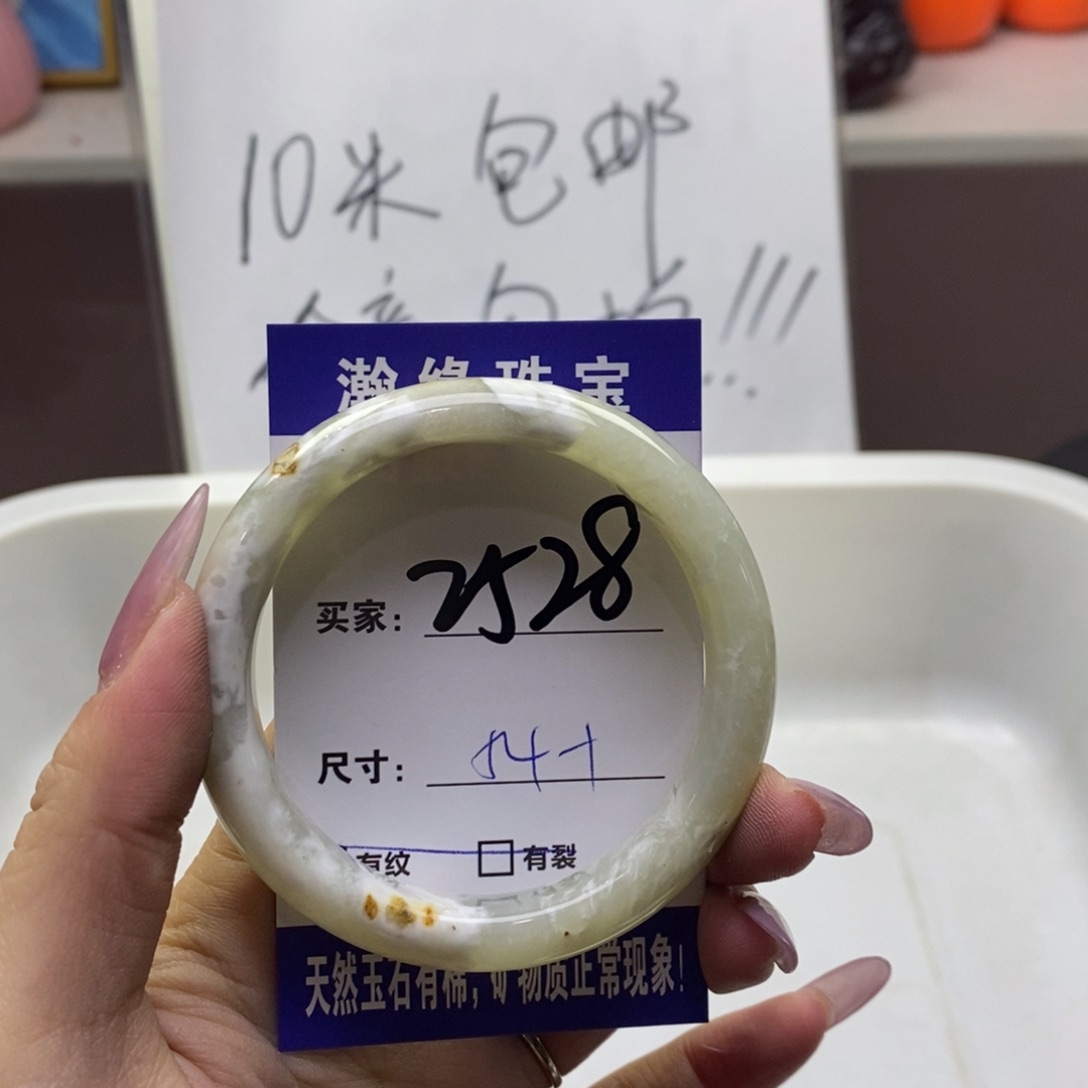 10米包邮
!!!
瀚缘珠宝
买家: 2528
尺寸: 54-
有纹 有裂
天然玉石有棉,矿物质正常现象!